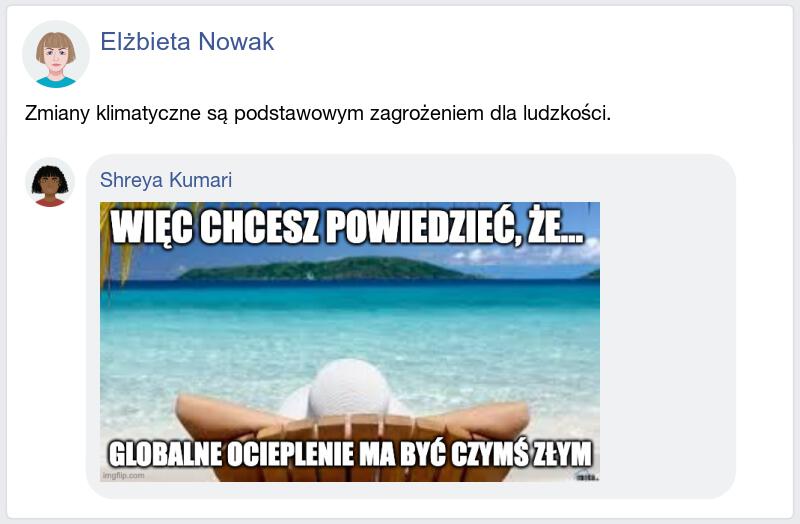 Elżbieta Nowak
Zmiany klimatyczne są podstawowym zagrożeniem dla ludzkości.
Shreya Kumari
WIĘC CHCESZ POWIEDZIEĆ, ŻE...
GLOBALNE OCIEPLENIE MA BYĆ CZYMŚ ZŁYM
imgflip.com